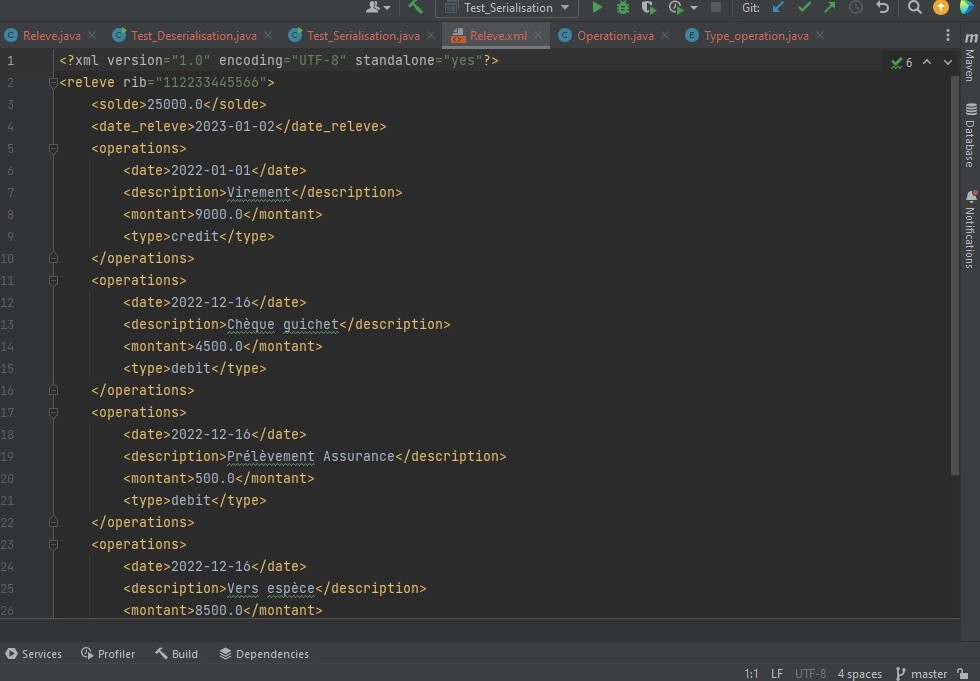 Test_Serialisation Git:
Releve.java Test_Deserialisation.java Test_Serialisation.java Releve.xml Operation.java Type_operation.java
1 <?xml version="1.0" encoding="UTF-8" standalone="yes"?> 6
2 <releve rib="112233445566">
3 <solde>25000.0</solde>
4 <date_releve>2023-01-02</date_releve>
5 <operations>
6 <date>2022-01-01</date>
7 <description>Virement</description>
8 <montant>9000.0</montant>
9 <type>credit</type>
10 </operations>
11 <operations>
12 <date>2022-12-16</date>
13 <description>Chèque guichet</description>
14 <montant>4500.0</montant>
15 <type>debit</type>
16 </operations>
17 <operations>
18 <date>2022-12-16</date>
19 <description>Prélèvement Assurance</description>
20 <montant>500.0</montant>
21 <type>debit</type>
22 </operations>
23 <operations>
24 <date>2022-12-16</date>
25 <description>Vers espèce</description>
26 <montant>8500.0</montant>
m Maven
Database
Notifications
Services Profiler Build Dependencies
1:1 LF UTF-8 4 spaces master